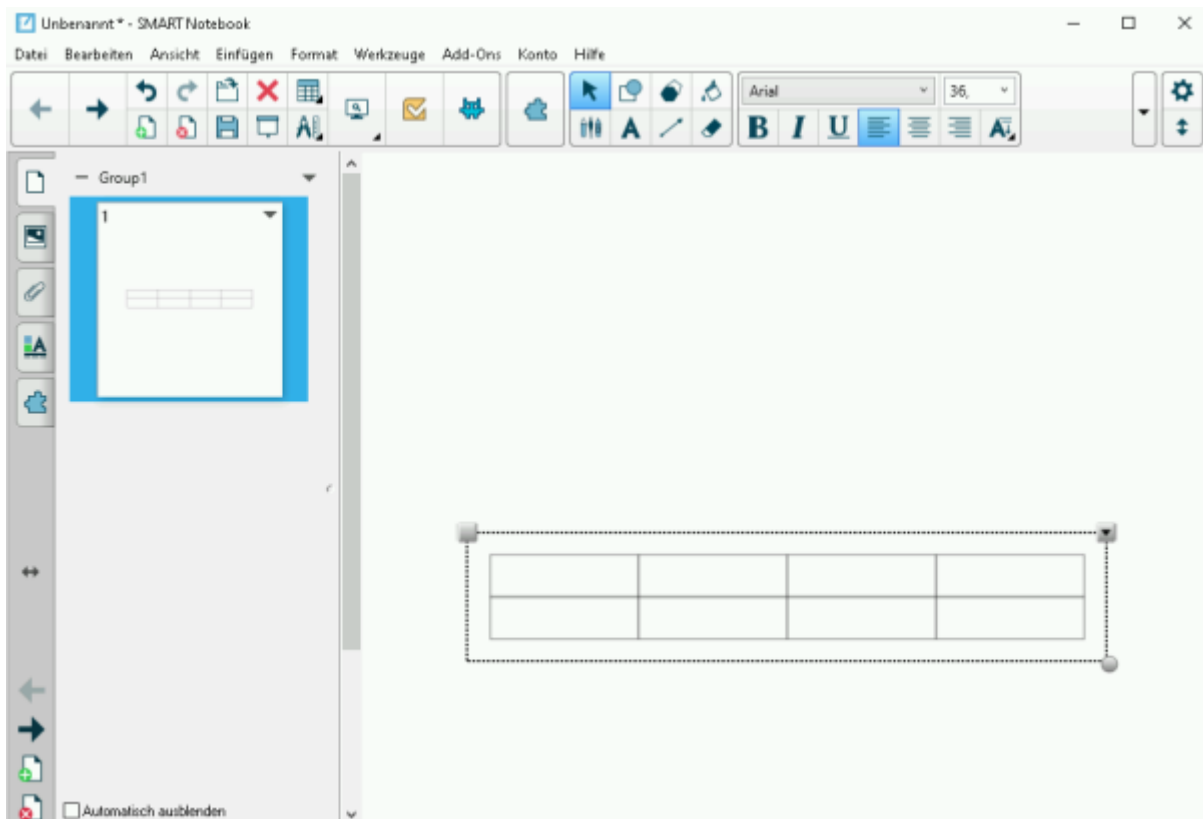 Unbenannt * - SMART Notebook
Datei Bearbeiten Ansicht Einfügen Format Werkzeuge Add-Ons Konto Hilfe
Arial 36,
B I U
Group1
1
Automatisch ausblenden